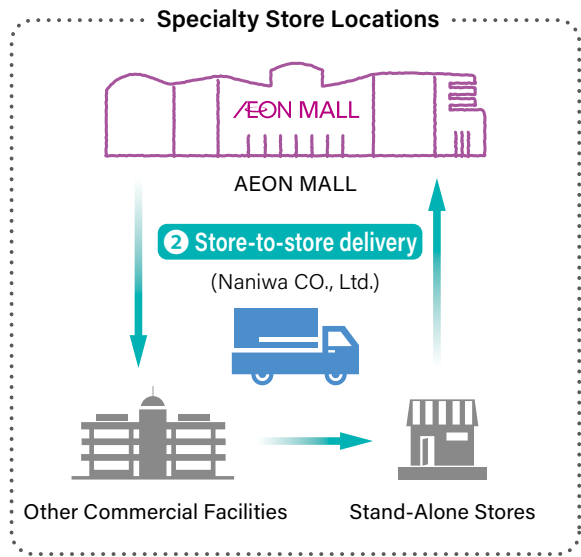 Specialty Store Locations
ÆON MALL
AEON MALL
2 Store-to-store delivery
(Naniwa CO., Ltd.)
Other Commercial Facilities
Stand-Alone Stores